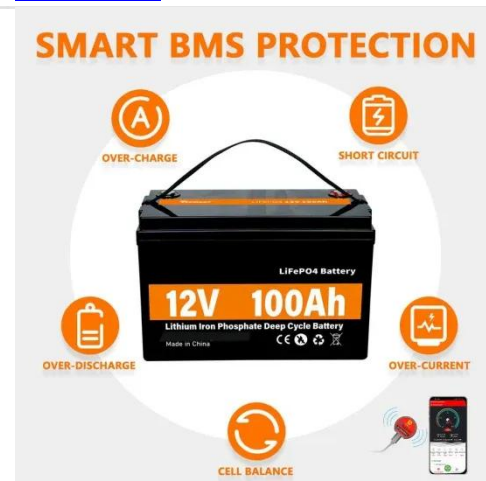 SMART BMS PROTECTION
OVER-CHARGE
SHORT CIRCUIT
LiFePO4 Battery
12V 100Ah
Lithium Iron Phosphate Deep Cycle Battery
Made in China
CE
OVER-DISCHARGE
OVER-CURRENT
CELL BALANCE